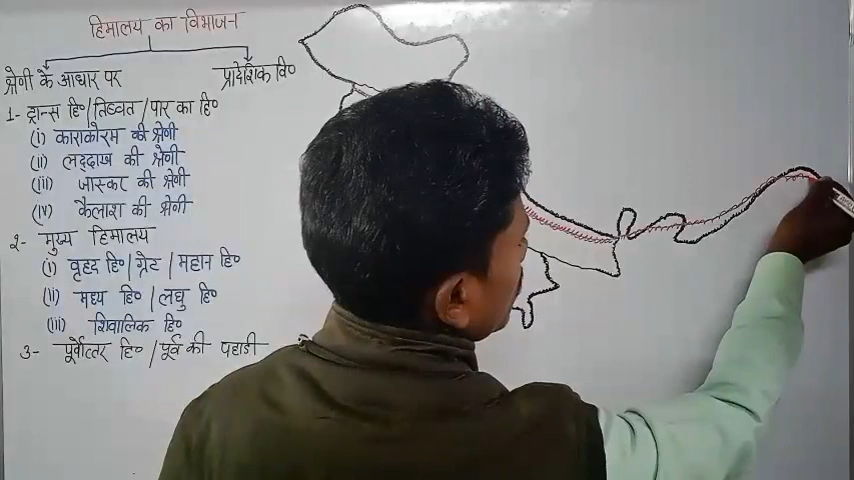 हिमालय का विभाजन
श्रेणी के आधार पर
प्रादेशिक वि०
1- ट्रान्स हि०/तिब्बत/पार का हि०
(i) काराकोरम की श्रेणी
(ii) लद्दाख की श्रेणी
(iii) जास्कर की श्रेणी
(iv) कैलाश की श्रेणी
2- मुख्य हिमालय
(i) वृहद हि०/ग्रेट/महान हि०
(ii) मध्य हि०/लघु हि०
(iii) शिवालिक हि०
3- पूर्वोत्तर हि०/पूर्व की पहाडी